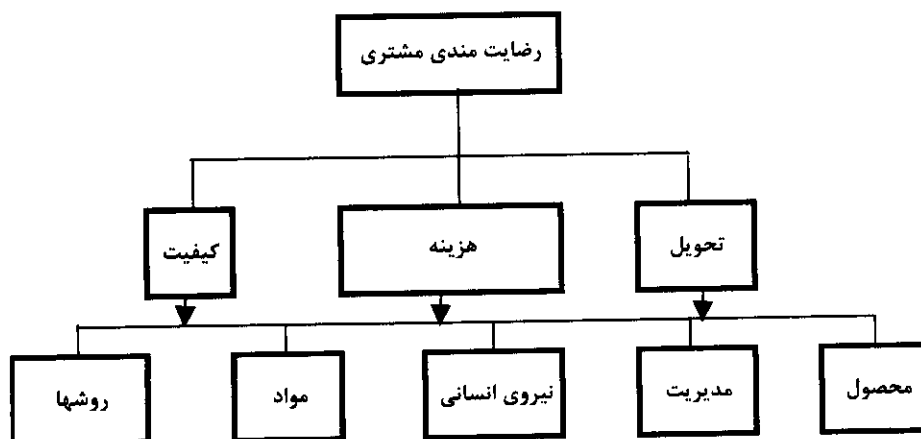 رضایت مندی مشتری
تحویل
هزینه
کیفیت
محصول
مدیریت
نیروی انسانی
مواد
روشها